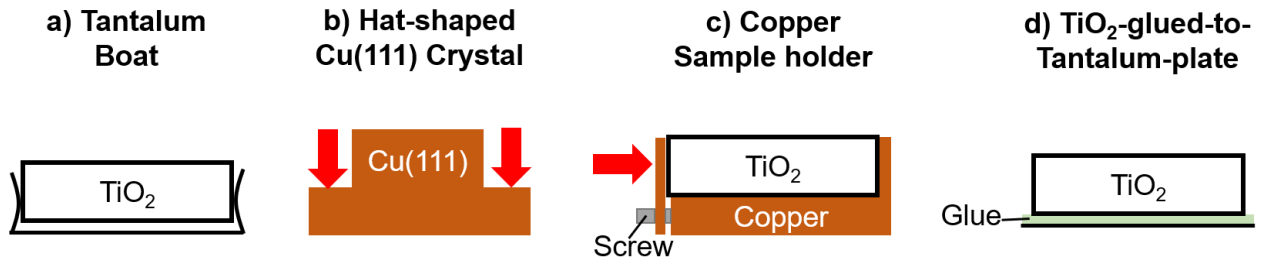 a) Tantalum
Boat
b) Hat-shaped
Cu(111) Crystal
c) Copper
Sample holder
d) TiO₂-glued-to-
Tantalum-plate
TiO₂
Cu(111)
TiO₂
Copper
Screw
TiO₂
Glue